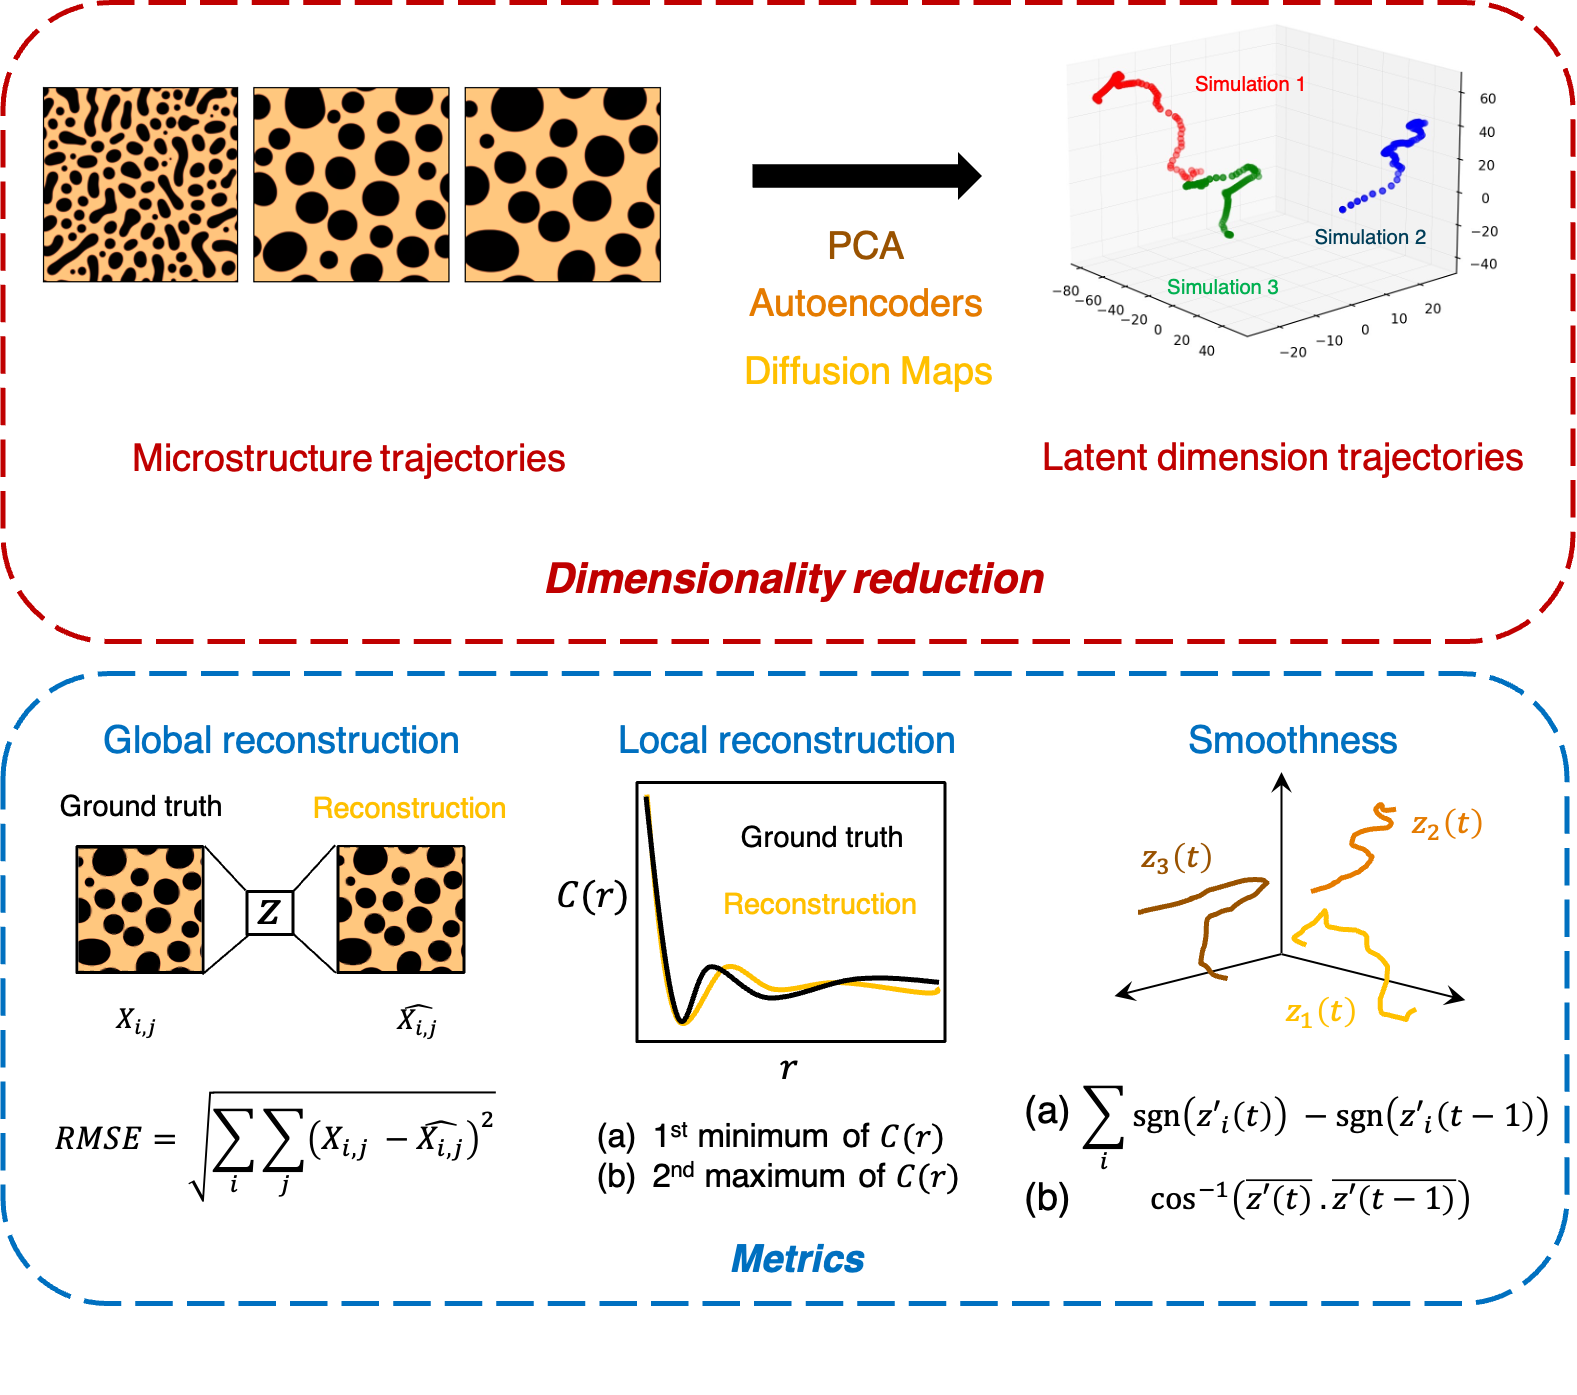 Simulation 1
Simulation 2
Simulation 3
60
40
20
0
−20
−40
−80
−60
−40
−20
0
20
40
−20
−10
0
10
20
PCA
Autoencoders
Diffusion Maps
Microstructure trajectories
Latent dimension trajectories
Dimensionality reduction
Global reconstruction
Ground truth
Reconstruction
Z
X_{i,j}
\widehat{X_{i,j}}
RMSE = \sqrt{\sum_i \sum_j (X_{i,j} − \widehat{X_{i,j}})^2}
Local reconstruction
Ground truth
Reconstruction
C(r)
r
(a) 1st minimum of C(r)
(b) 2nd maximum of C(r)
Smoothness
z_3(t)
z_2(t)
z_1(t)
(a) \sum_i sgn(z'_i(t)) − sgn(z'_i(t − 1))
(b) cos^{−1}(\overline{z'(t)} . \overline{z'(t − 1)})
Metrics